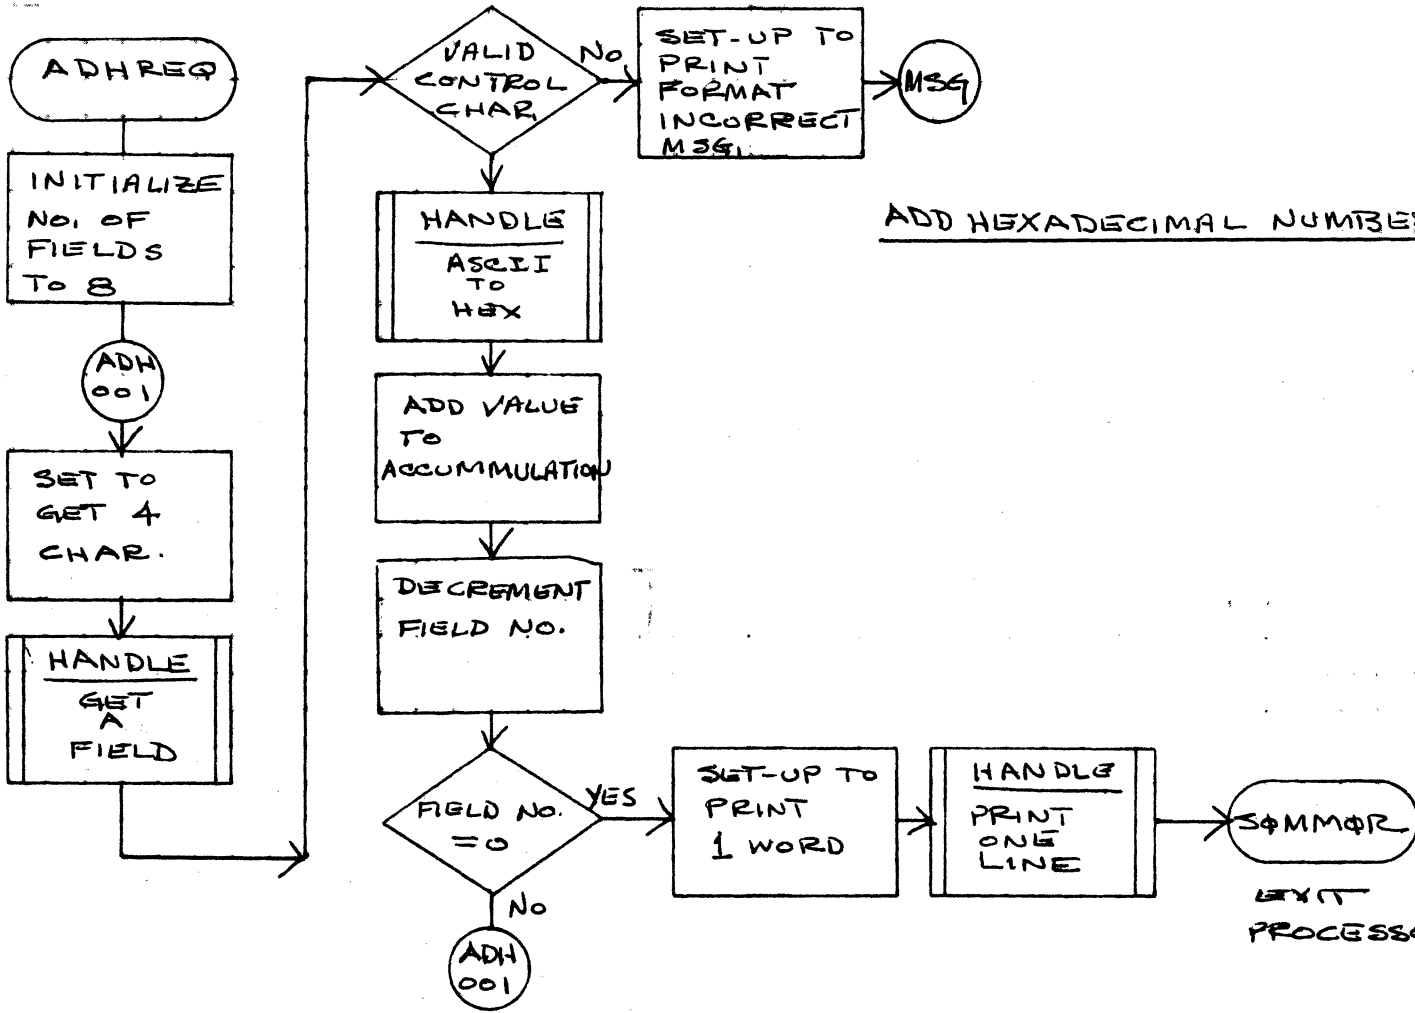 ADHREQ
INITIALIZE
NO. OF
FIELDS
TO 8
ADH
001
SET TO
GET 4
CHAR.
HANDLE
GET
A
FIELD
VALID
CONTROL
CHAR.
NO
SET-UP TO
PRINT
FORMAT
INCORRECT
MSG.
MSG
HANDLE
ASCII
TO
HEX
ADD VALUE
TO
ACCUMMULATION
DECREMENT
FIELD NO.
FIELD NO.
=0
YES
NO
ADH
001
SET-UP TO
PRINT
1 WORD
HANDLE
PRINT
ONE
LINE
SØMMØR
EXIT
ADD HEXADECIMAL